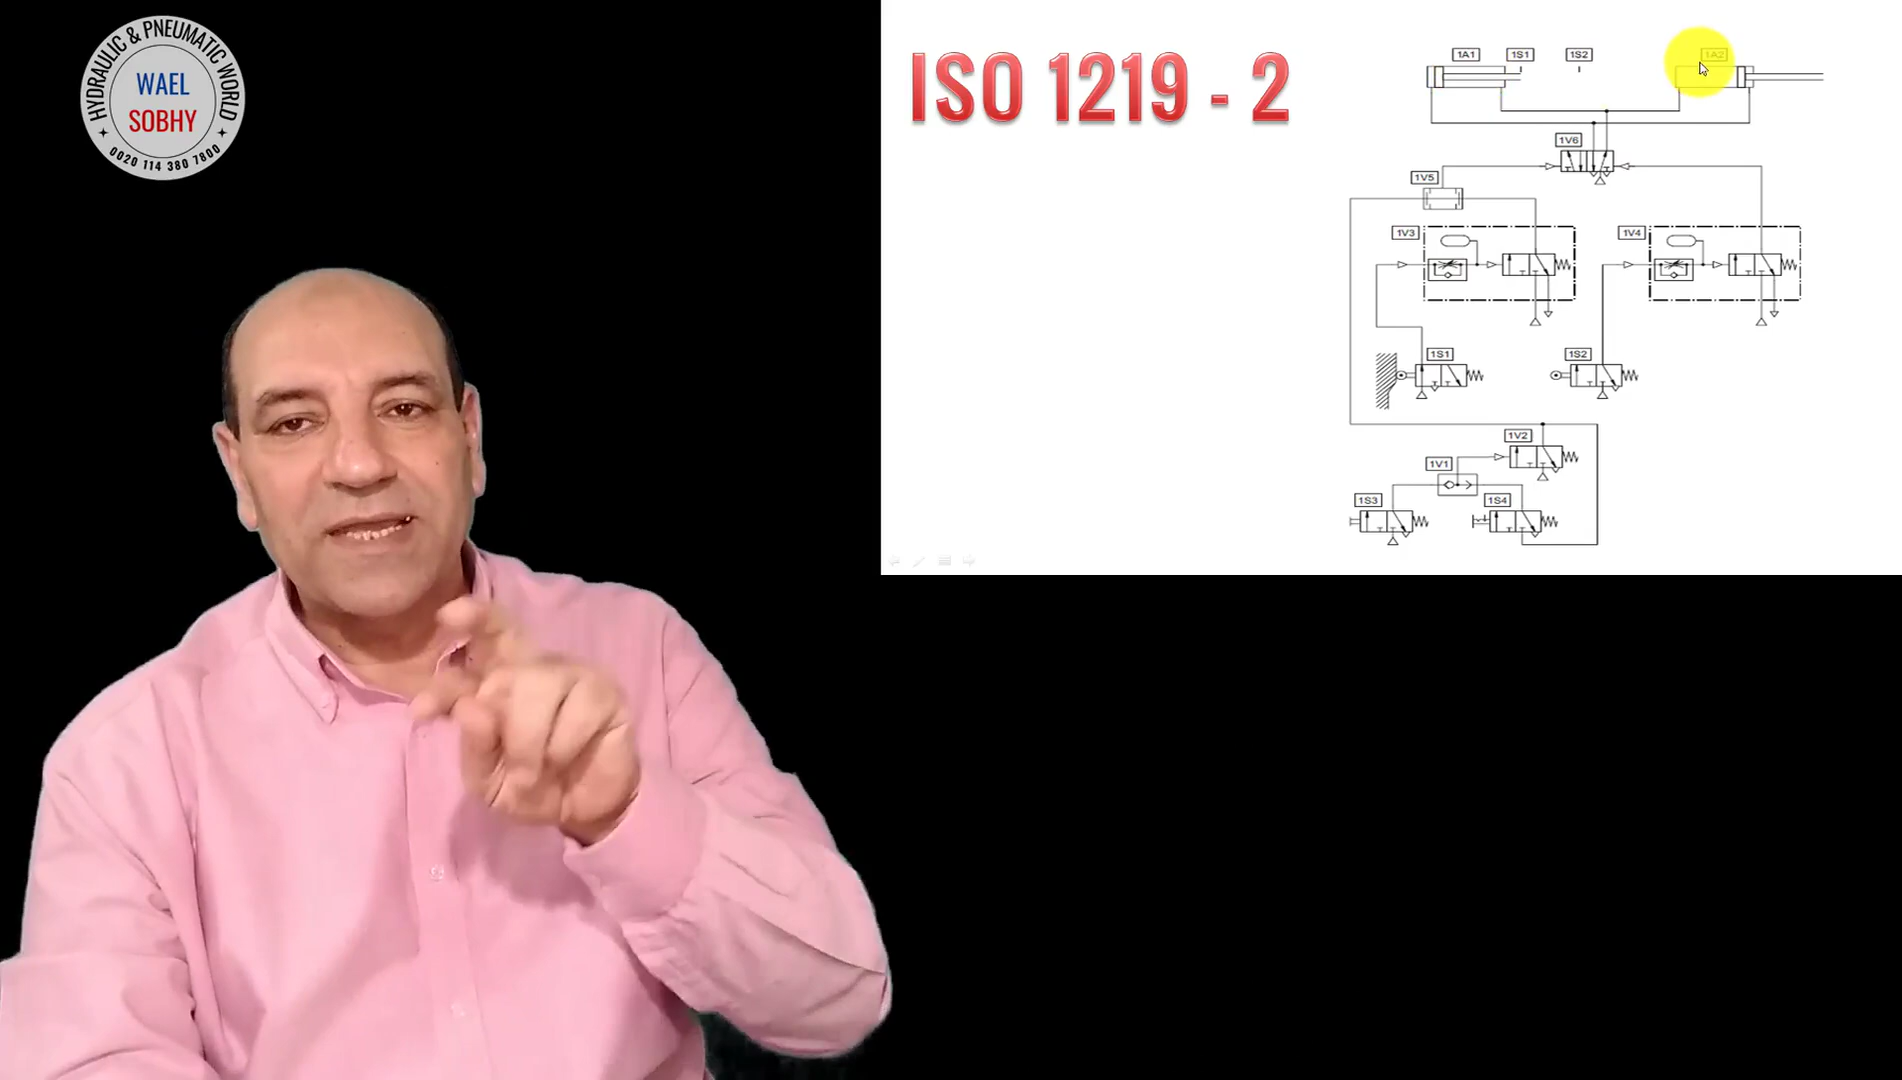 HYDRAULIC & PNEUMATIC WORLD
WAEL
SOBHY
0020 114 380 7800
ISO 1219 - 2
1A1
1S1
1S2
1A2
1V6
1V5
1V3
1V4
1S1
1S2
1V2
1V1
1S3
1S4